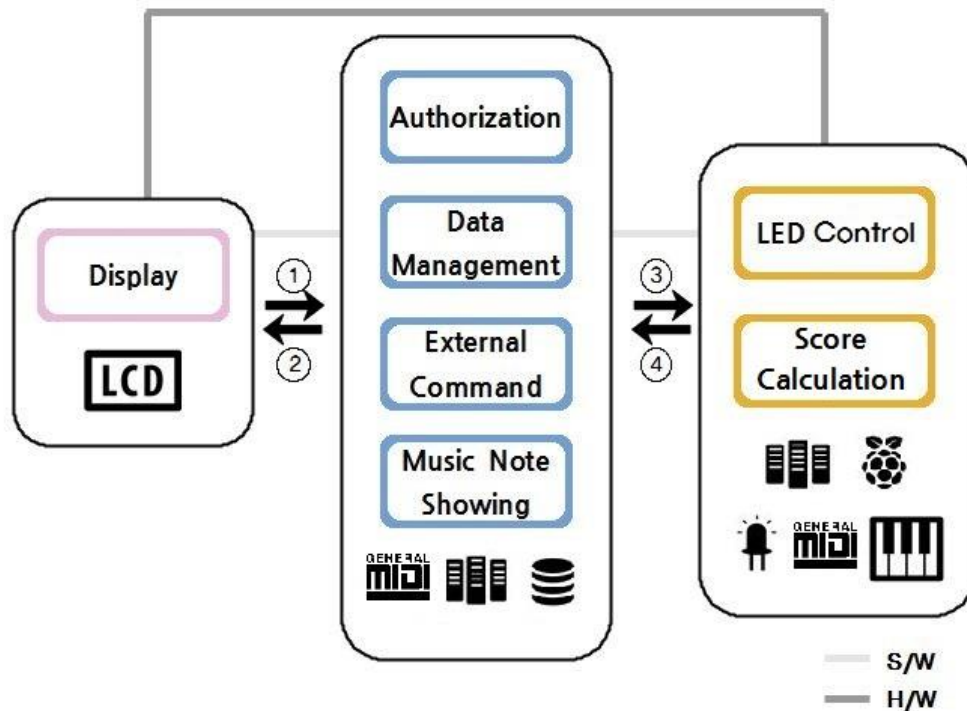 Authorization
Data
Management
External
Command
Music Note
Showing
GENERAL
MIDI
Display
LCD
①
②
③
④
LED Control
Score
Calculation
GENERAL
MIDI
S/W
H/W